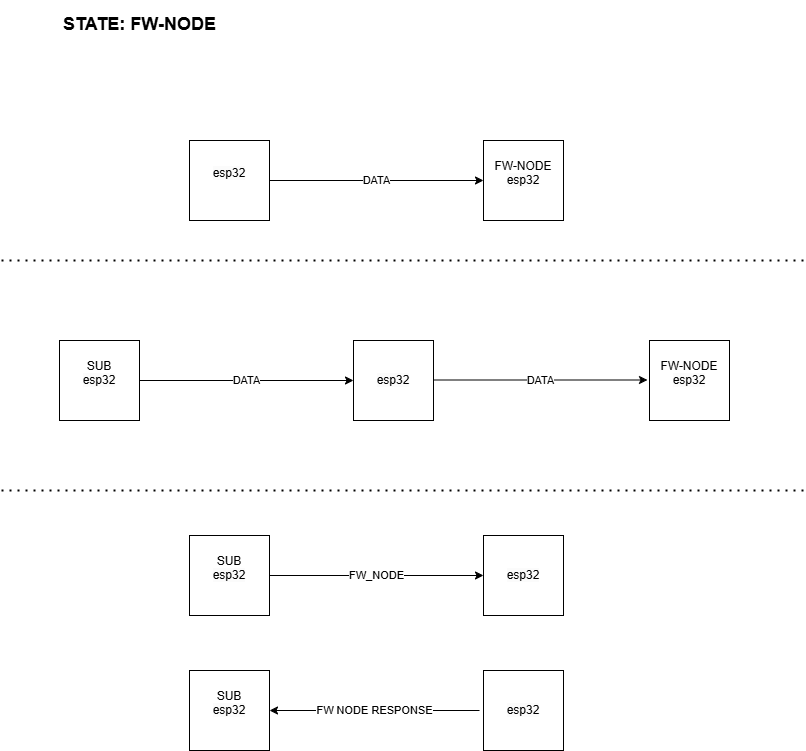 STATE: FW-NODE
esp32
DATA
FW-NODE
esp32
SUB
esp32
DATA
esp32
DATA
FW-NODE
esp32
SUB
esp32
FW_NODE
esp32
SUB
esp32
FW NODE RESPONSE
esp32